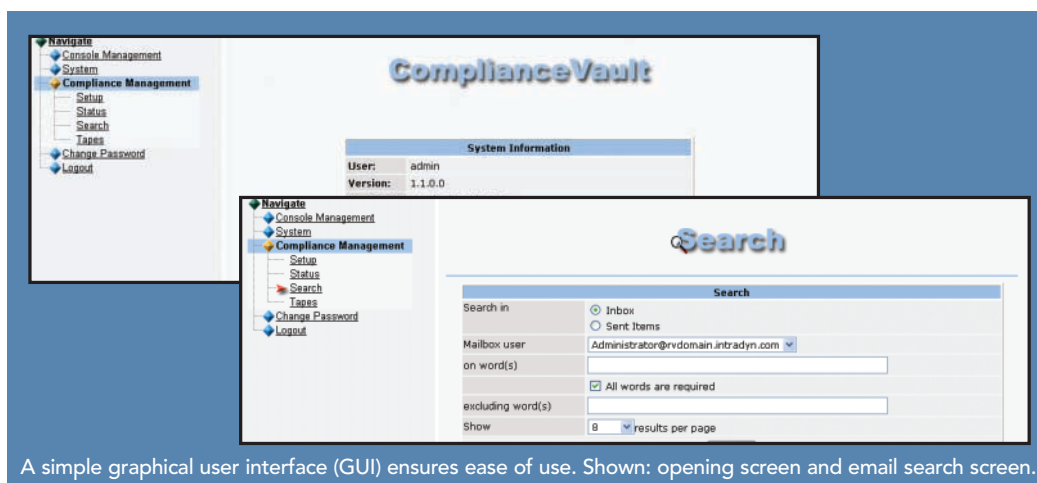 Navigate
Console Management
System
Compliance Management
Setup
Status
Search
Tapes
Change Password
Logout
ComplianceVault
System Information
User: admin
Version: 1.1.0.0
Navigate
Console Management
System
Compliance Management
Setup
Status
Search
Tapes
Change Password
Logout
Search
Search
Search in
Inbox
Sent Items
Mailbox user Administrator@rvdomain.intradyn.com
on word(s)
All words are required
excluding word(s)
Show 8 results per page
A simple graphical user interface (GUI) ensures ease of use. Shown: opening screen and email search screen.